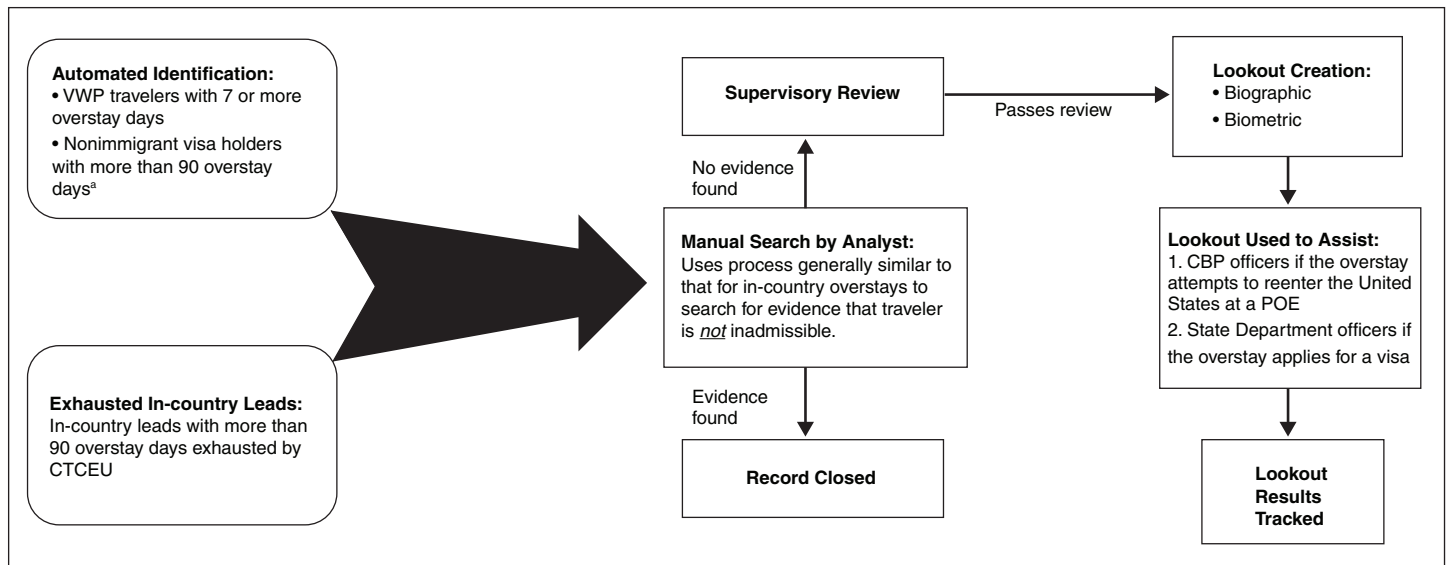 Automated Identification:
• VWP travelers with 7 or more
overstay days
• Nonimmigrant visa holders
with more than 90 overstay
daysᵃ
Exhausted In-country Leads:
In-country leads with more than
90 overstay days exhausted by
CTCEU
Manual Search by Analyst:
Uses process generally similar to
that for in-country overstays to
search for evidence that traveler
is not inadmissible.
No evidence
found
Supervisory Review
Evidence
found
Record Closed
Passes review
Lookout Creation:
• Biographic
• Biometric
Lookout Used to Assist:
1. CBP officers if the overstay
attempts to reenter the United
States at a POE
2. State Department officers if
the overstay applies for a visa
Lookout
Results
Tracked